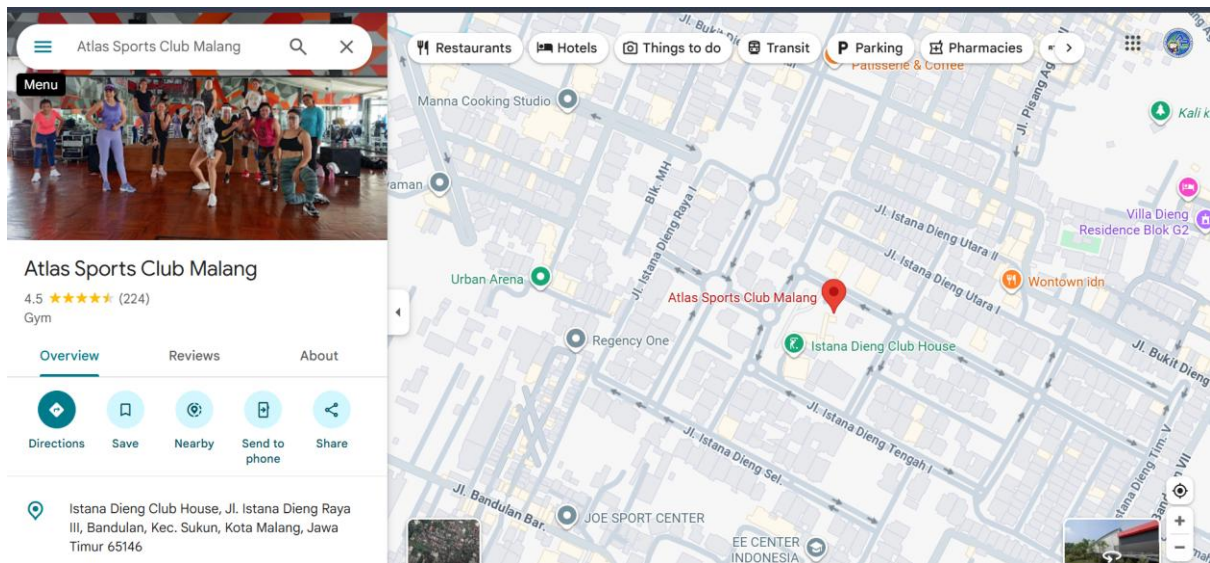 Atlas Sports Club Malang
Menu
Atlas Sports Club Malang
4.5 (224)
Gym
Overview
Reviews
About
Directions
Save
Nearby
Send to
phone
Share
Istana Dieng Club House, Jl. Istana Dieng Raya
III, Bandulan, Kec. Sukun, Kota Malang, Jawa
Timur 65146
Restaurants
Hotels
Things to do
Transit
P Parking
Pharmacies
Patisserie & Coffee
Manna Cooking Studio
Jl. Pisang Ag
Kali k
aman
Blk. MH
Villa Dieng
Residence Blok G2
Jl. Istana Dieng Utara II
Jl. Istana Dieng Raya I
Urban Arena
Jl. Istana Dieng Utara I
Wontown idn
Atlas Sports Club Malang
Regency One
Istana Dieng Club House
Jl. Bukit Dieng
Jl. Istana Dieng Tengah I
Jl. Istana Dieng Sel.
Jl. Bandulan Bar.
JOE SPORT CENTER
EE CENTER
INDONESIA